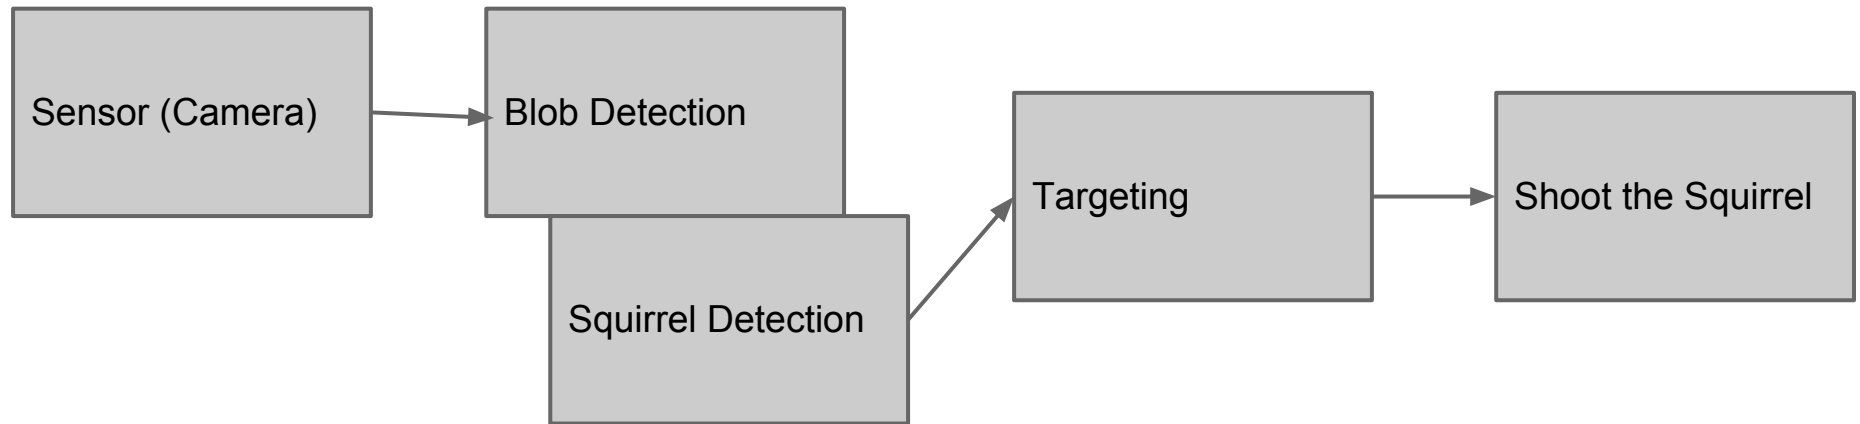 Sensor (Camera)
Blob Detection
Squirrel Detection
Targeting
Shoot the Squirrel